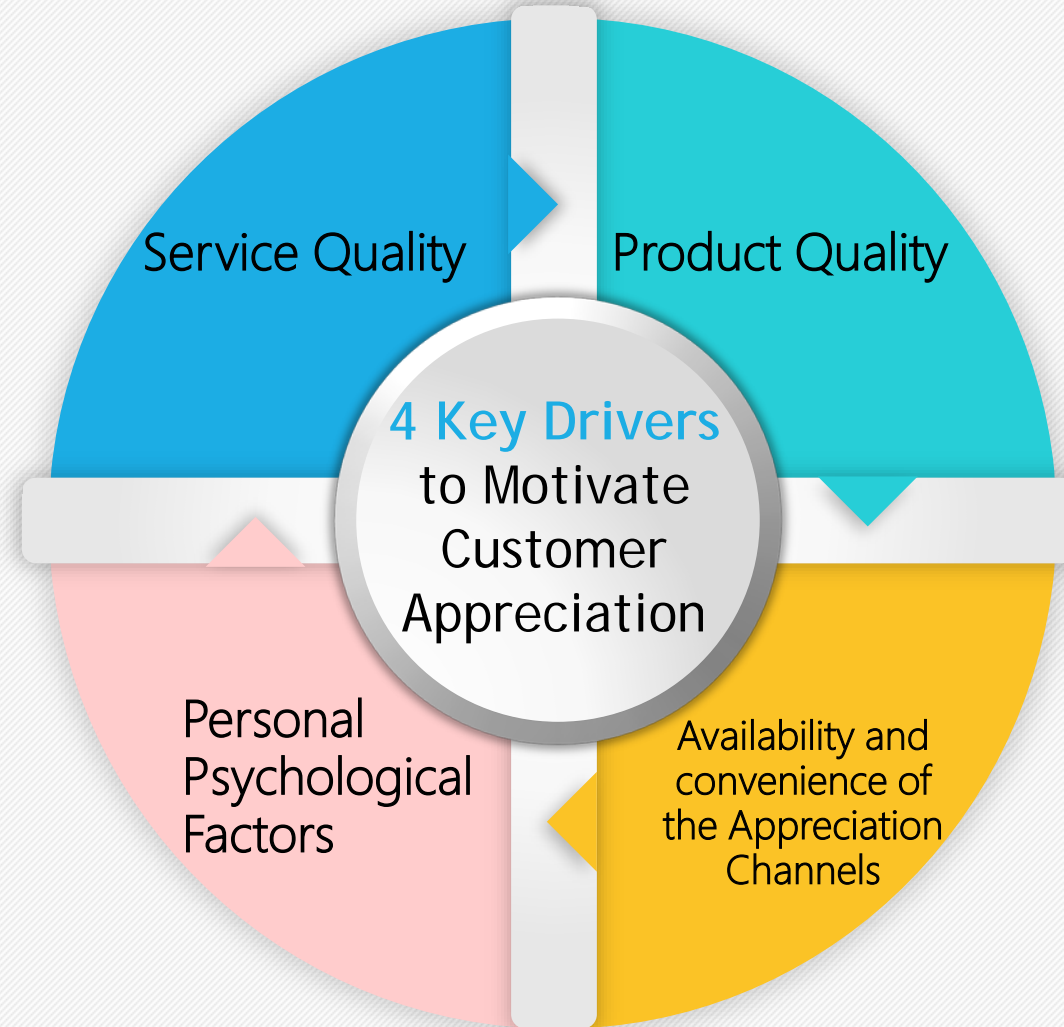 Service Quality
Product Quality
4 Key Drivers
to Motivate
Customer
Appreciation
Personal
Psychological
Factors
Availability and
convenience of
the Appreciation
Channels